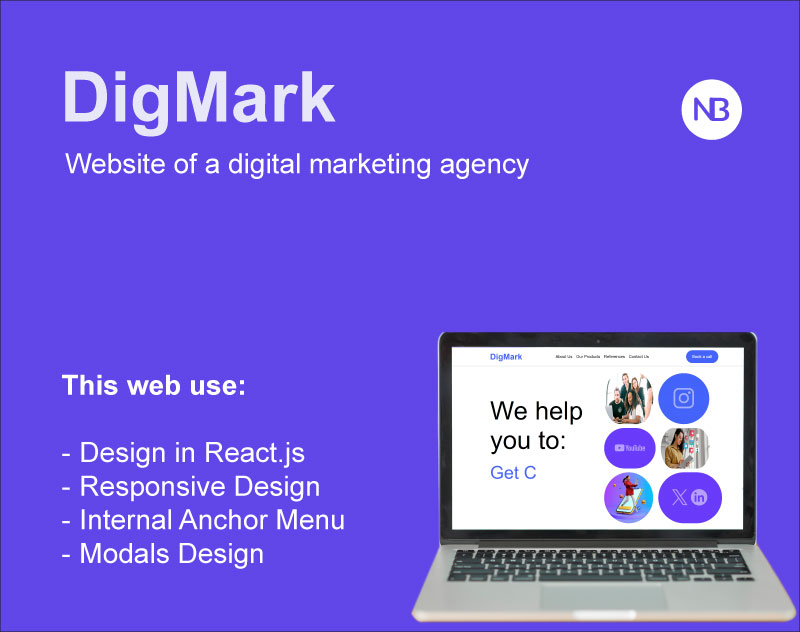 DigMark
NB
Website of a digital marketing agency
This web use:
- Design in React.js
- Responsive Design
- Internal Anchor Menu
- Modals Design
DigMark
About Us Our Products References Contact Us
Book a call
We help
you to:
Get C
YouTube
X in